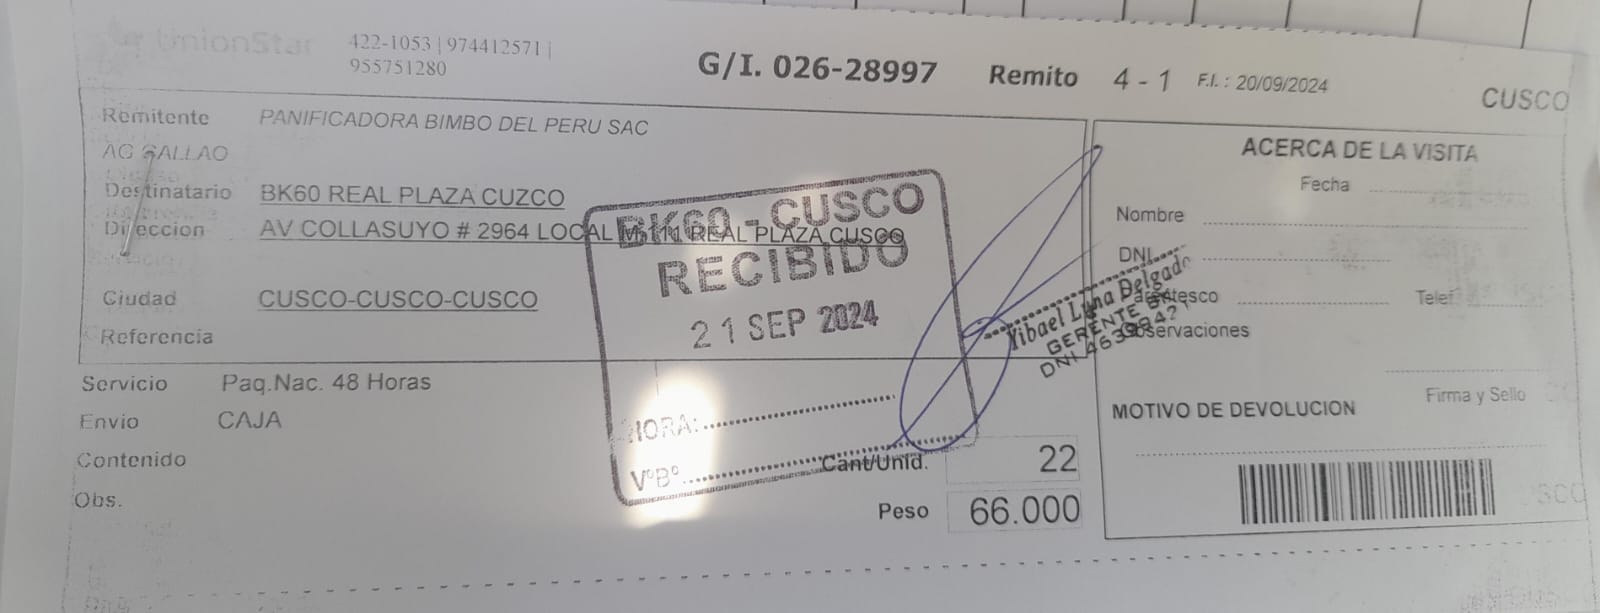 UnionStar
422-1053 | 974412571 |
955751280
G/I. 026-28997
Remito 4 - 1
F.I. : 20/09/2024
CUSCO
Remitente PANIFICADORA BIMBO DEL PERU SAC
AG
Destinatario BK60 REAL PLAZA CUZCO
Direccion AV COLLASUYO # 2964 LOCAL REAL PLAZA CUSCO
Ciudad CUSCO-CUSCO-CUSCO
Referencia
Servicio Paq.Nac. 48 Horas
Envio CAJA
Contenido
Obs.
BK60 - CUSCO
RECIBIDO
21 SEP 2024
HORA:
VºBº
Cant/Unid. 22
Peso 66.000
ACERCA DE LA VISITA
Fecha
Nombre
DNI
Parentesco Telef
Observaciones
Luna Delgado
GERENTE
DNI
Firma y Sello
MOTIVO DE DEVOLUCION